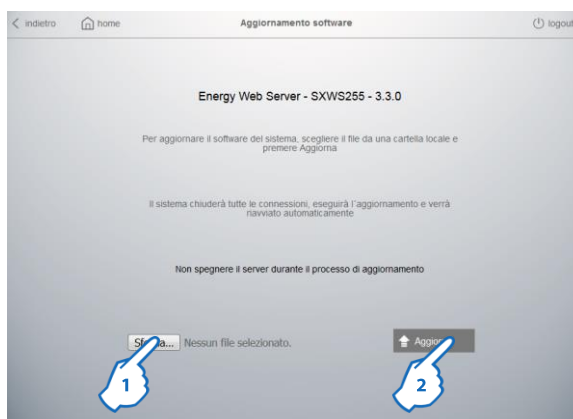 indietro home Aggiornamento software logout
Energy Web Server - SXWS255 - 3.3.0
Per aggiornare il software del sistema, scegliere il file da una cartella locale e
premere Aggiorna
Il sistema chiuderà tutte le connessioni, eseguirà l'aggiornamento e verrà
riavviato automaticamente
Non spegnere il server durante il processo di aggiornamento
Nessun file selezionato.
1 2